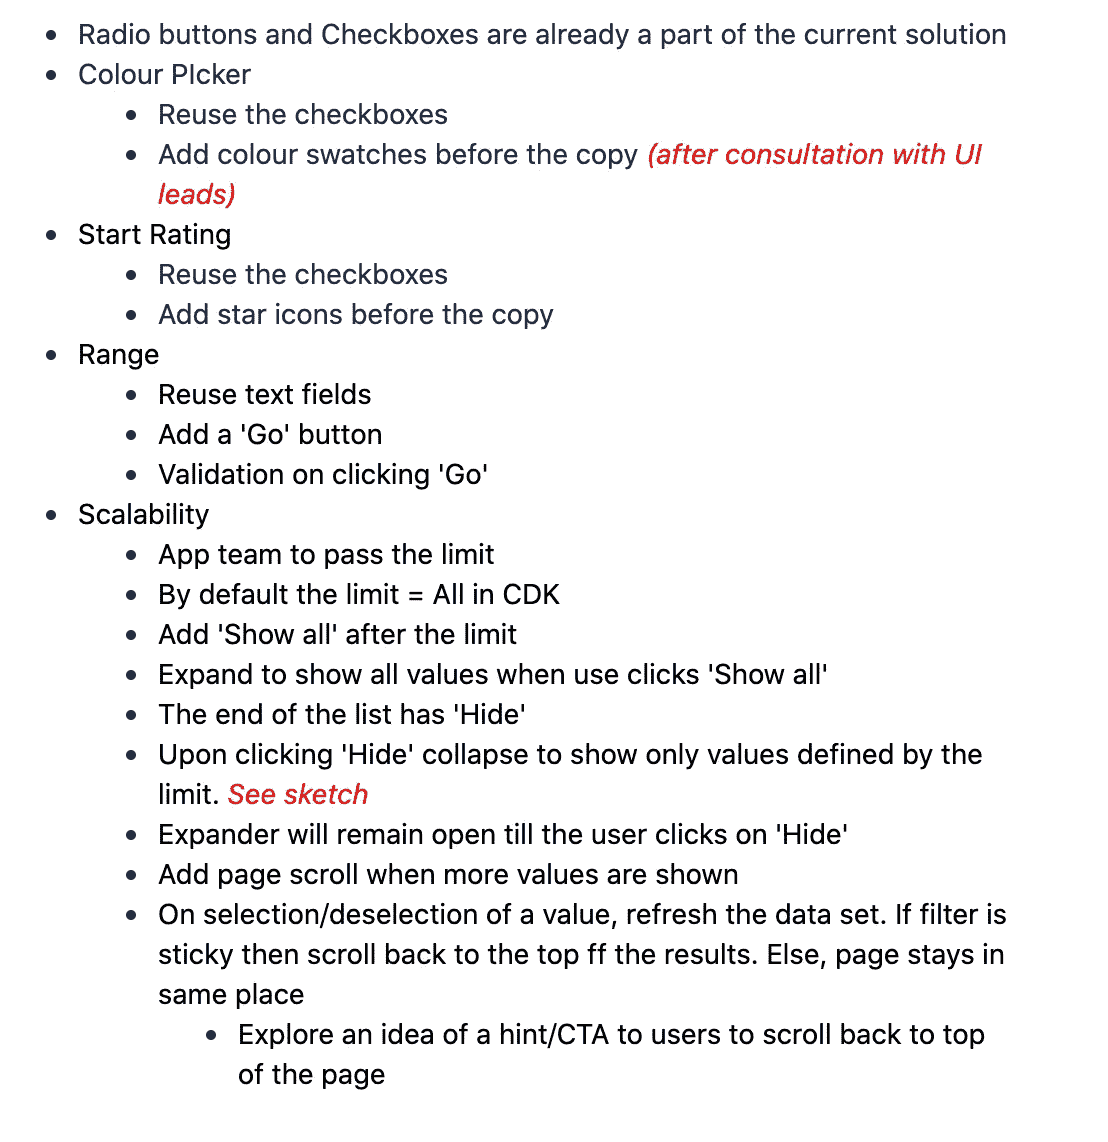 Radio buttons and Checkboxes are already a part of the current solution
Colour PIcker
Reuse the checkboxes
Add colour swatches before the copy (after consultation with UI
leads)
Start Rating
Reuse the checkboxes
Add star icons before the copy
Range
Reuse text fields
Add a 'Go' button
Validation on clicking 'Go'
Scalability
App team to pass the limit
By default the limit = All in CDK
Add 'Show all' after the limit
Expand to show all values when use clicks 'Show all'
The end of the list has 'Hide'
Upon clicking 'Hide' collapse to show only values defined by the
limit. See sketch
Expander will remain open till the user clicks on 'Hide'
Add page scroll when more values are shown
On selection/deselection of a value, refresh the data set. If filter is
sticky then scroll back to the top ff the results. Else, page stays in
same place
Explore an idea of a hint/CTA to users to scroll back to top
of the page